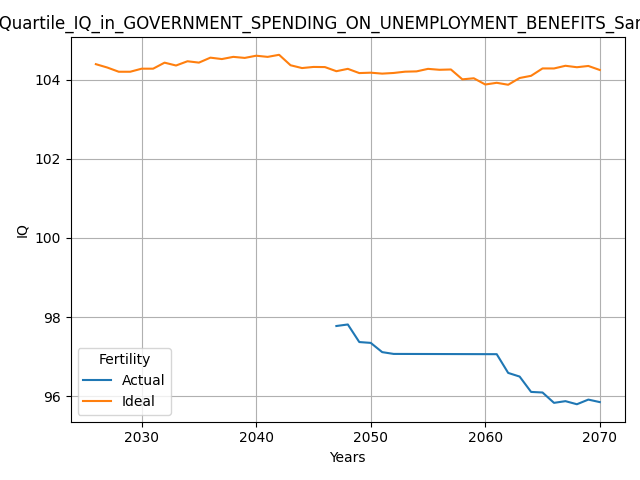 Quartile_IQ_in_GOVERNMENT_SPENDING_ON_UNEMPLOYMENT_BENEFITS_Sar
104
102
100
98
96
IQ
Fertility
Actual
Ideal
2030
2040
2050
2060
2070
Years